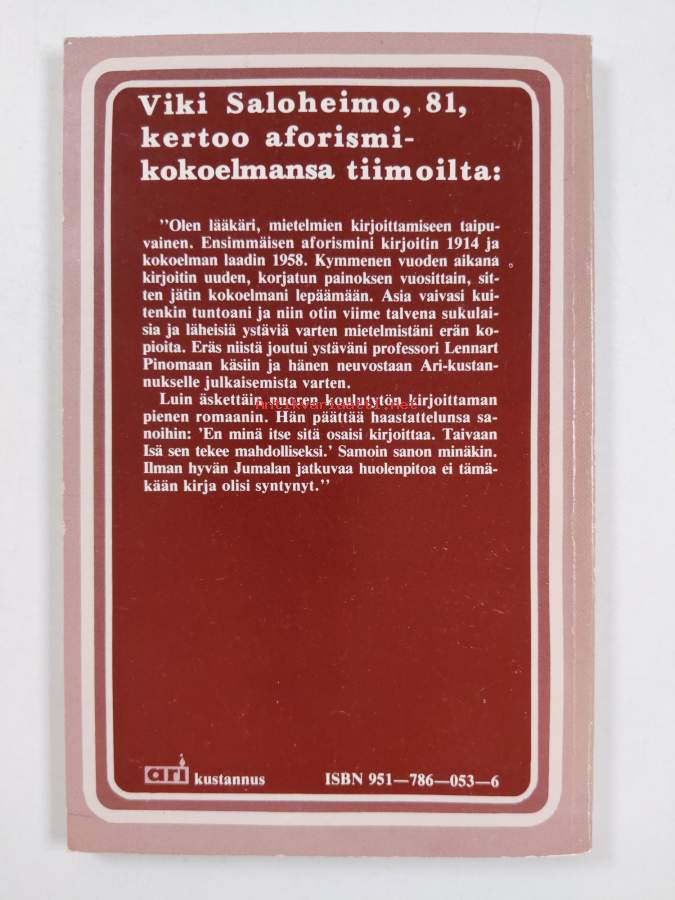 Viki Saloheimo, 81,
kertoo aforismi-
kokoelmansa tiimoilta:
"Olen lääkäri, mietelmien kirjoittamiseen taipu-
vainen. Ensimmäisen aforismini kirjoitin 1914 ja
kokoelman laadin 1958. Kymmenen vuoden aikana
kirjoitin uuden, korjatun painoksen vuosittain, sit-
ten jätin kokoelmani lepäämään. Asia vaivasi kui-
tenkin tuntoani ja niin otin viime talvena sukulai-
sia ja läheisiä ystäviä varten mietelmistäni erän ko-
pioita. Eräs niistä joutui ystäväni professori Lennart
Pinomaan käsiin ja hänen neuvostaan Ari-kustan-
nukselle julkaisemista varten.
Luin äskettäin nuoren koulutytön kirjoittaman
pienen romaanin. Hän päättää haastattelunsa sa-
noihin: 'En minä itse sitä osaisi kirjoittaa. Taivaan
Isä sen tekee mahdolliseksi.' Samoin sanon minäkin.
Ilman hyvän Jumalan jatkuvaa huolenpitoa ei tämä-
kään kirja olisi syntynyt."
Antikvariaatti.net
ari kustannus ISBN 951—786—053—6